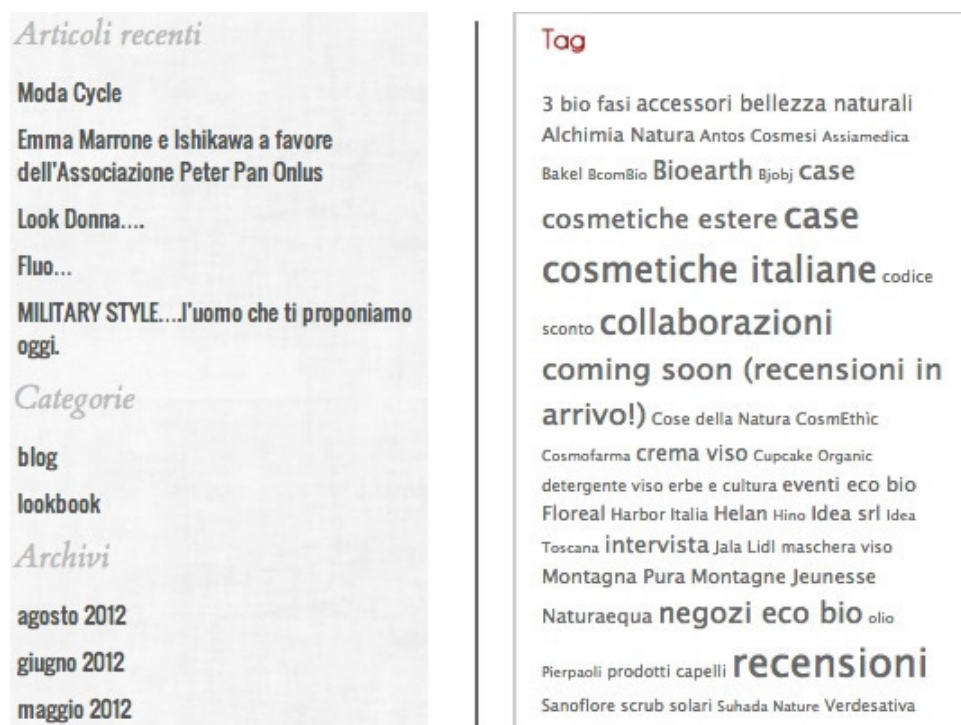 Articoli recenti
Moda Cycle
Emma Marrone e Ishikawa a favore
dell'Associazione Peter Pan Onlus
Look Donna....
Fluo...
MILITARY STYLE....l'uomo che ti proponiamo
oggi.
Categorie
blog
lookbook
Archivi
agosto 2012
giugno 2012
maggio 2012
Tag
3 bio fasi accessori bellezza naturali
Alchimia Natura Antos Cosmesi Assiamedica
Bakel BcomBio Bioearth Bjobj case
cosmetiche estere case
cosmetiche italiane codice
sconto collaborazioni
coming soon (recensioni in
arrivo!) Cose della Natura CosmEthic
Cosmofarma crema viso Cupcake Organic
detergente viso erbe e cultura eventi eco bio
Floreal Harbor Italia Helan Hino Idea srl Idea
Toscana intervista Jala Lidl maschera viso
Montagna Pura Montagne Jeunesse
Naturaequa negozi eco bio olio
Pierpaoli prodotti capelli recensioni
Sanoflore scrub solari Suhada Nature Verdesativa